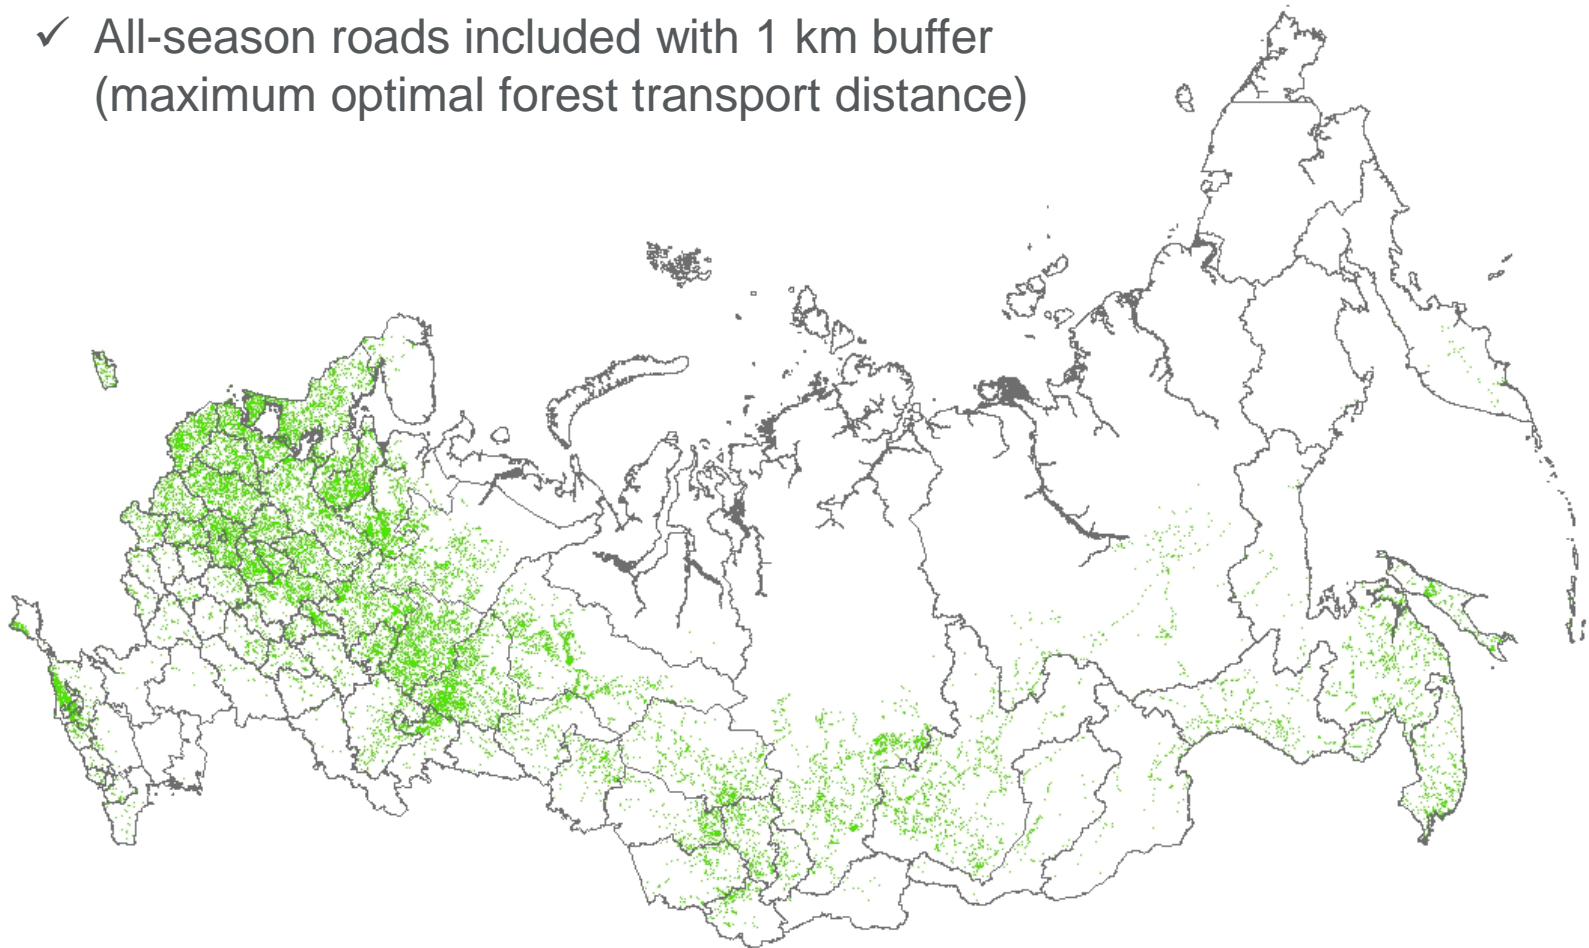 ✓ All-season roads included with 1 km buffer
(maximum optimal forest transport distance)